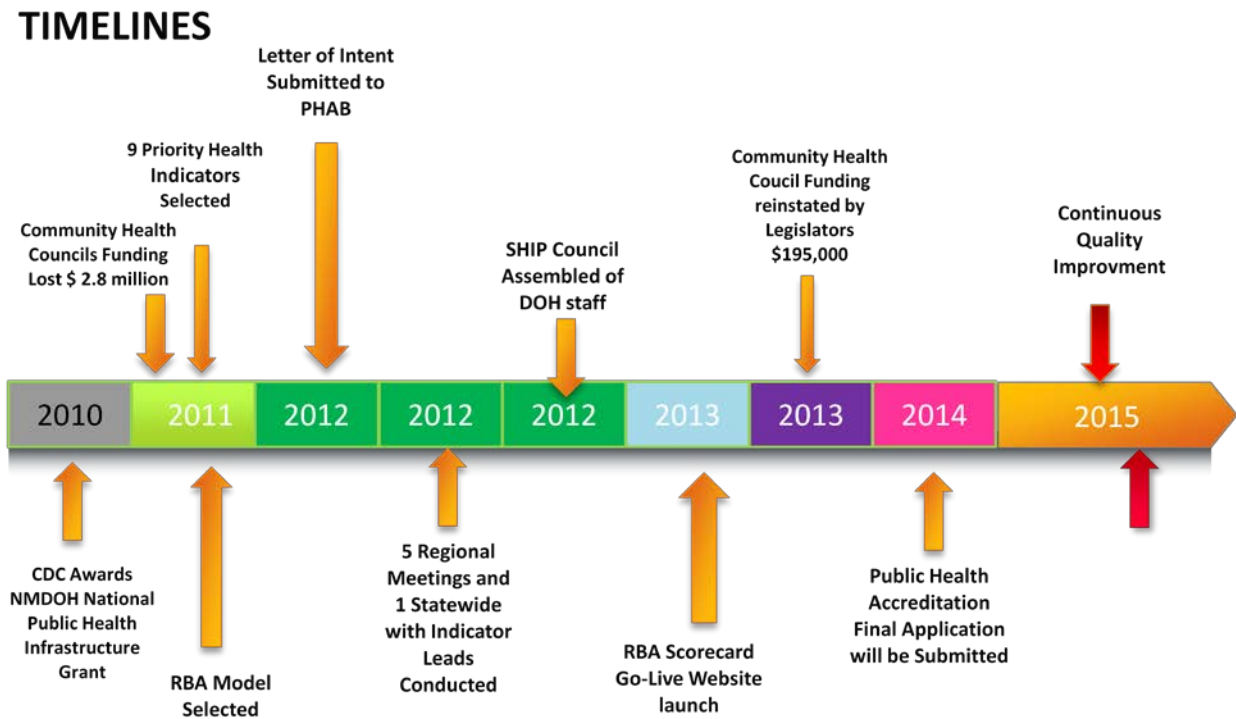 TIMELINES
Letter of Intent
Submitted to
PHAB
9 Priority Health
Indicators
Selected
Community Health
Councils Funding
Lost $ 2.8 million
SHIP Council
Assembled of
DOH staff
Community Health
Coucil Funding
reinstated by
Legislators
$195,000
Continuous
Quality
Improvment
2010
2011
2012
2012
2012
2013
2013
2014
2015
CDC Awards
NMDOH National
Public Health
Infrastructure
Grant
RBA Model
Selected
5 Regional
Meetings and
1 Statewide
with Indicator
Leads
Conducted
RBA Scorecard
Go-Live Website
launch
Public Health
Accreditation
Final Application
will be Submitted